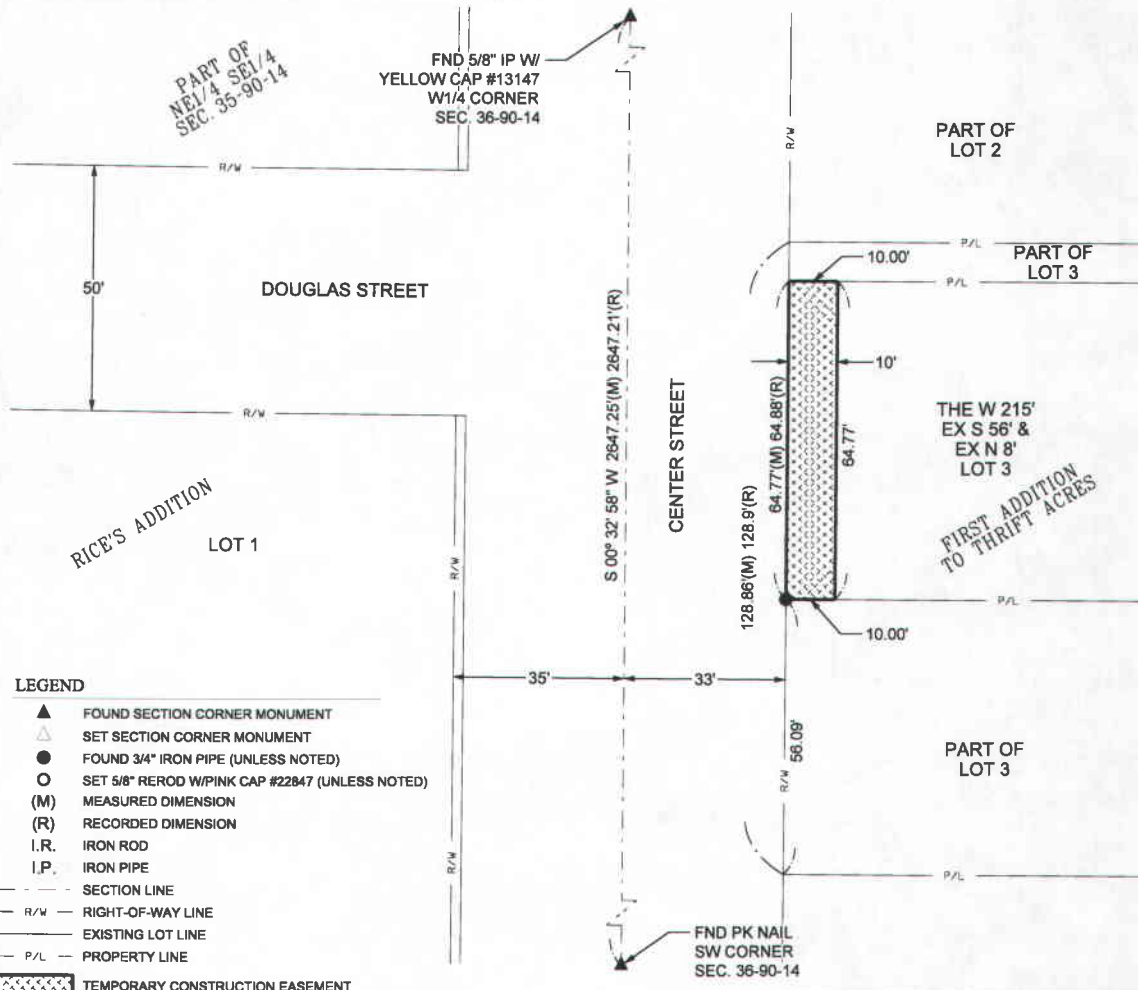 PART OF
NE1/4 SE1/4
SEC. 35-90-14
FND 5/8" IP W/
YELLOW CAP #13147
W1/4 CORNER
SEC. 36-90-14
R/W
PART OF
LOT 2
R/W
P/L
PART OF
LOT 3
10.00'
P/L
50'
DOUGLAS STREET
S 00° 32' 58" W 2647.25'(M) 2647.21'(R)
CENTER STREET
10'
64.77'(M) 64.88'(R)
64.77'
128.86'(M) 128.9'(R)
THE W 215'
EX S 56' &
EX N 8'
LOT 3
FIRST ADDITION
TO THRIFT ACRES
R/W
RICE'S ADDITION
LOT 1
R/W
P/L
10.00'
35'
33'
56.09'
R/W
PART OF
LOT 3
R/W
P/L
FND PK NAIL
SW CORNER
SEC. 36-90-14
LEGEND
FOUND SECTION CORNER MONUMENT
SET SECTION CORNER MONUMENT
FOUND 3/4" IRON PIPE (UNLESS NOTED)
SET 5/8" REROD W/PINK CAP #22847 (UNLESS NOTED)
(M) MEASURED DIMENSION
(R) RECORDED DIMENSION
I.R. IRON ROD
I.P. IRON PIPE
SECTION LINE
R/W RIGHT-OF-WAY LINE
EXISTING LOT LINE
P/L PROPERTY LINE
TEMPORARY CONSTRUCTION EASEMENT